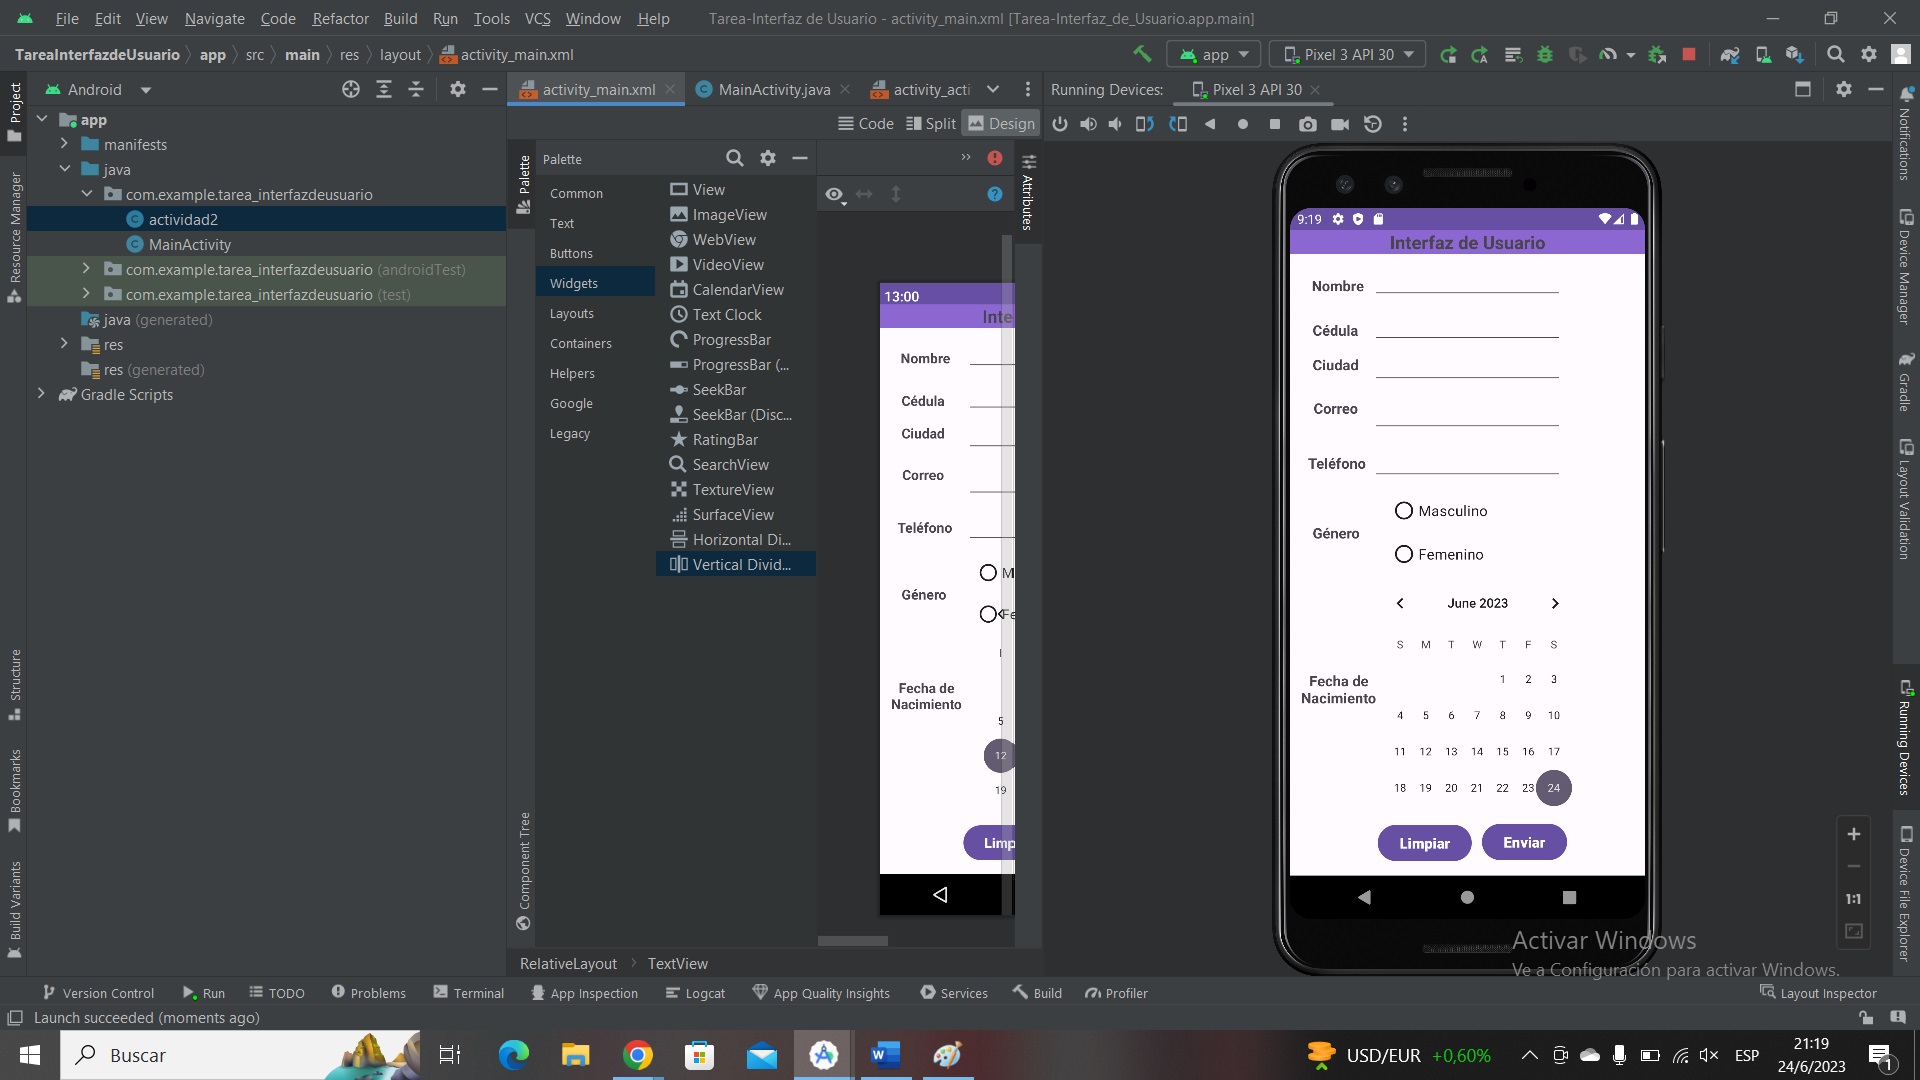 File Edit View Navigate Code Refactor Build Run Tools VCS Window Help Tarea-Interfaz de Usuario - activity_main.xml [Tarea-Interfaz_de_Usuario.app.main]
TareaInterfazdeUsuario app src main res layout activity_main.xml
app Pixel 3 API 30
Project
Resource Manager
Structure
Bookmarks
Build Variants
Android
app
manifests
java
com.example.tarea_interfazdeusuario
actividad2
MainActivity
com.example.tarea_interfazdeusuario (androidTest)
com.example.tarea_interfazdeusuario (test)
java (generated)
res
res (generated)
Gradle Scripts
activity_main.xml MainActivity.java activity_acti
Code Split Design
Palette
Component Tree
Palette
Common
Text
Buttons
Widgets
Layouts
Containers
Helpers
Google
Legacy
View
ImageView
WebView
VideoView
CalendarView
Text Clock
ProgressBar
ProgressBar (...
SeekBar
SeekBar (Disc...
RatingBar
SearchView
TextureView
SurfaceView
Horizontal Di...
Vertical Divid...
Attributes
13:00
Inte
Nombre
Cédula
Ciudad
Correo
Teléfono
Género
M
Fe
Fecha de
Nacimiento
5
12
19
Limp
RelativeLayout TextView
Running Devices: Pixel 3 API 30
9:19
Interfaz de Usuario
Nombre
Cédula
Ciudad
Correo
Teléfono
Género
Masculino
Femenino
Fecha de
Nacimiento
June 2023
S M T W T F S
1 2 3
4 5 6 7 8 9 10
11 12 13 14 15 16 17
18 19 20 21 22 23 24
Limpiar Enviar
1:1
Activar Windows
Ve a Configuración para activar Windows.
Notifications
Device Manager
Gradle
Layout Validation
Running Devices
Device File Explorer
Version Control Run TODO Problems Terminal App Inspection Logcat App Quality Insights Services Build Profiler Layout Inspector
Launch succeeded (moments ago)
Buscar
USD/EUR +0,60%
ESP
21:19
24/6/2023
1